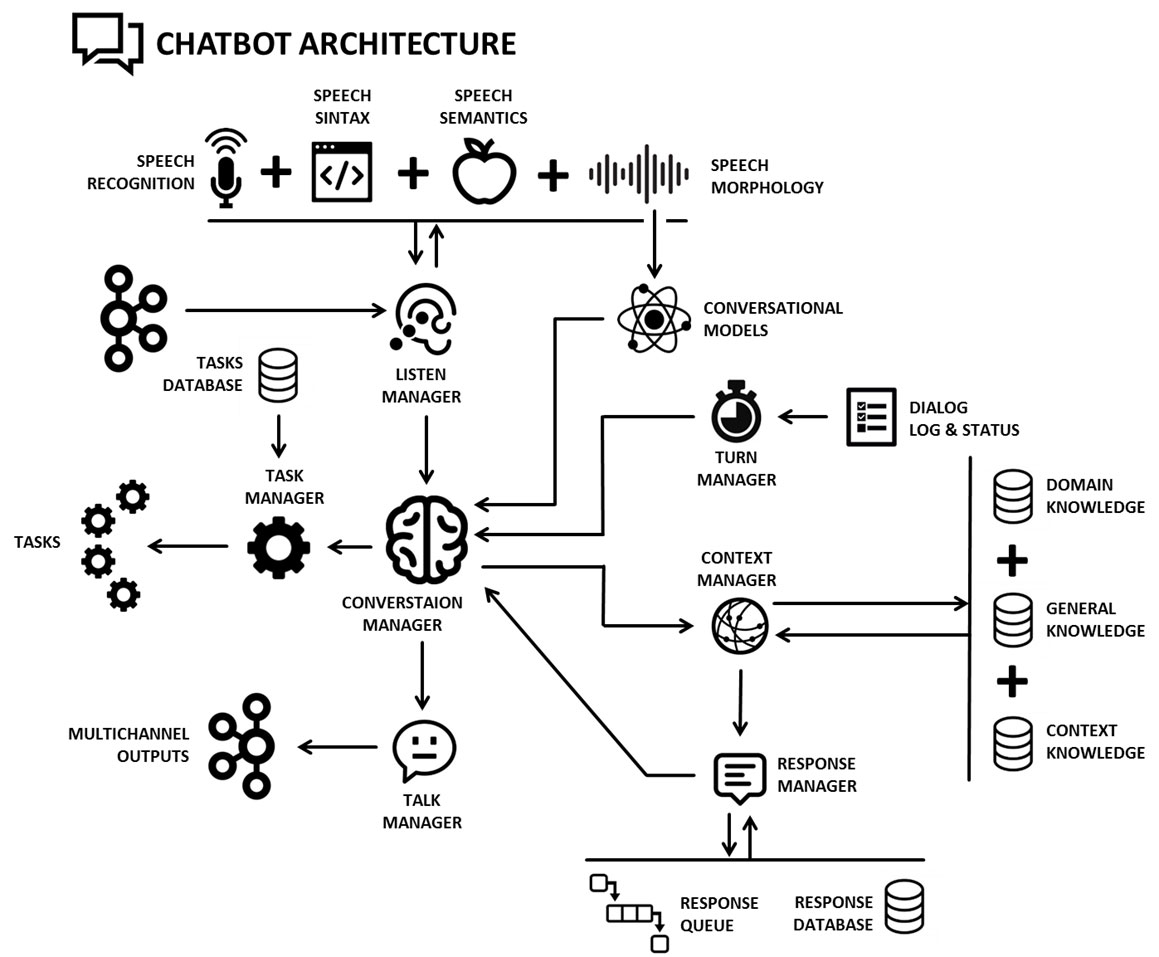 CHATBOT ARCHITECTURE
SPEECH
SINTAX
SPEECH
SEMANTICS
SPEECH
RECOGNITION
SPEECH
MORPHOLOGY
CONVERSATIONAL
MODELS
TASKS
DATABASE
LISTEN
MANAGER
DIALOG
LOG & STATUS
TURN
MANAGER
TASK
MANAGER
DOMAIN
KNOWLEDGE
TASKS
CONTEXT
MANAGER
CONVERSTAION
MANAGER
GENERAL
KNOWLEDGE
MULTICHANNEL
OUTPUTS
CONTEXT
KNOWLEDGE
RESPONSE
MANAGER
TALK
MANAGER
RESPONSE
QUEUE
RESPONSE
DATABASE